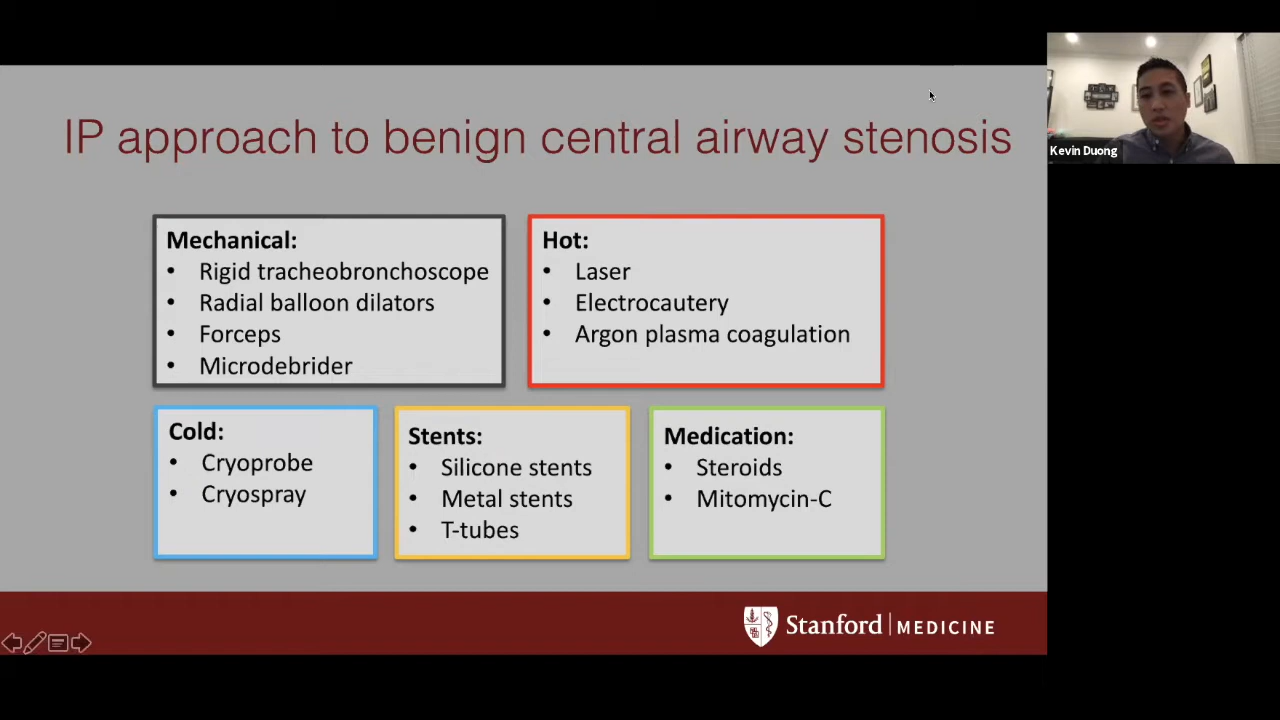 IP approach to benign central airway stenosis
Kevin Duong
Mechanical:
• Rigid tracheobronchoscope
• Radial balloon dilators
• Forceps
• Microdebrider
Hot:
• Laser
• Electrocautery
• Argon plasma coagulation
Cold:
• Cryoprobe
• Cryospray
Stents:
• Silicone stents
• Metal stents
• T-tubes
Medication:
• Steroids
• Mitomycin-C
Stanford | MEDICINE